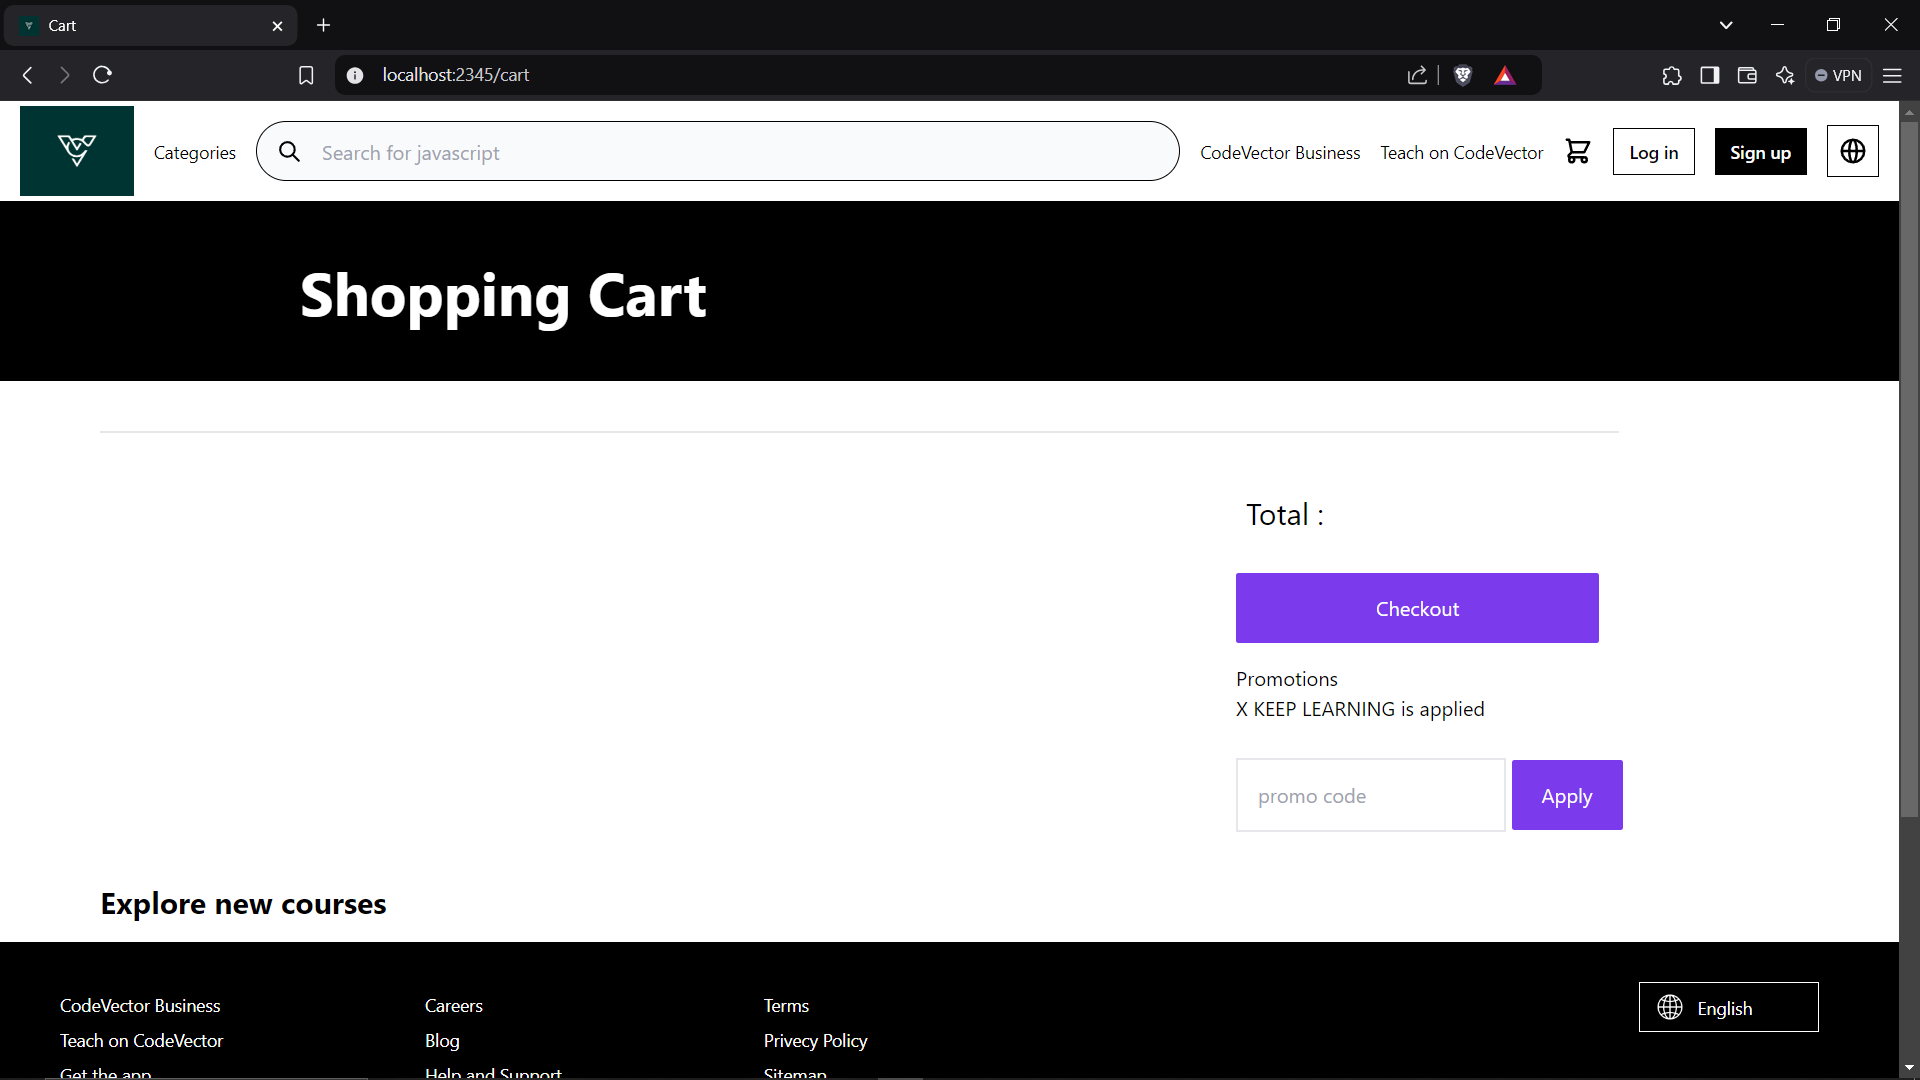 Cart
localhost:2345/cart
VPN
Categories
Search for javascript
CodeVector Business
Teach on CodeVector
Log in
Sign up
Shopping Cart
Total :
Checkout
Promotions
X KEEP LEARNING is applied
promo code
Apply
Explore new courses
CodeVector Business
Careers
Terms
English
Teach on CodeVector
Blog
Privecy Policy
Get the app
Help and Support
Sitemap